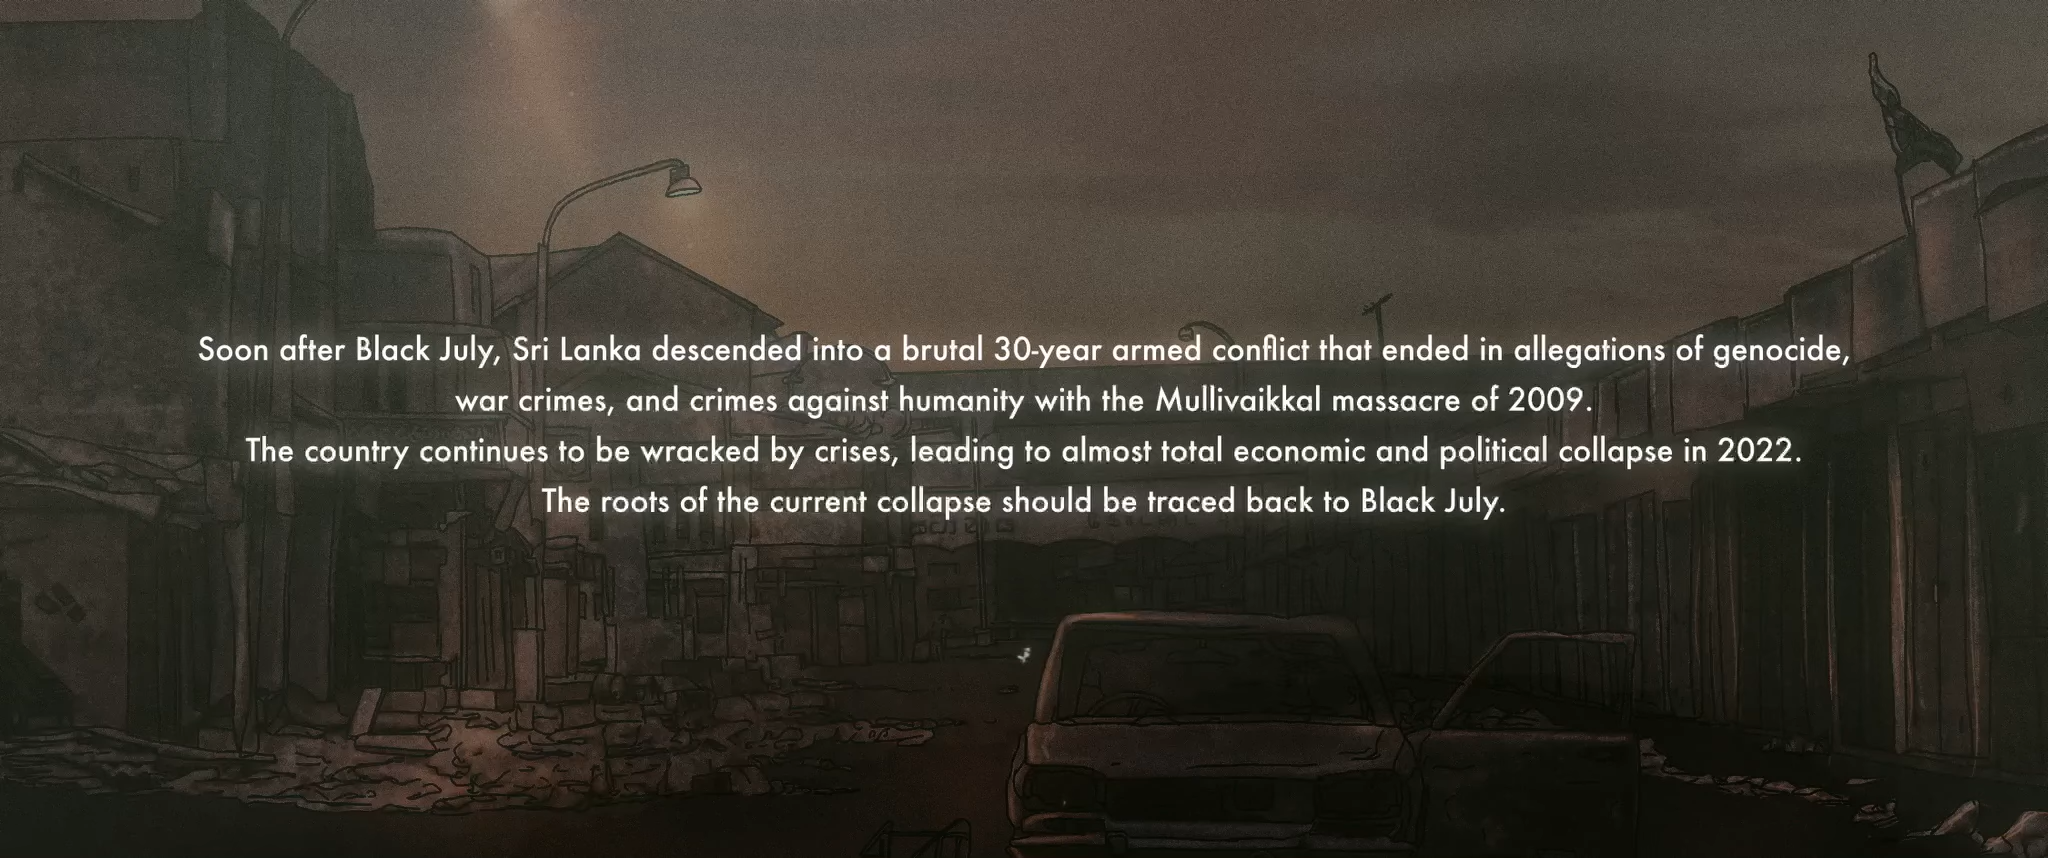 Soon after Black July, Sri Lanka descended into a brutal 30-year armed conflict that ended in allegations of genocide,
war crimes, and crimes against humanity with the Mullivaikkal massacre of 2009.
The country continues to be wracked by crises, leading to almost total economic and political collapse in 2022.
The roots of the current collapse should be traced back to Black July.